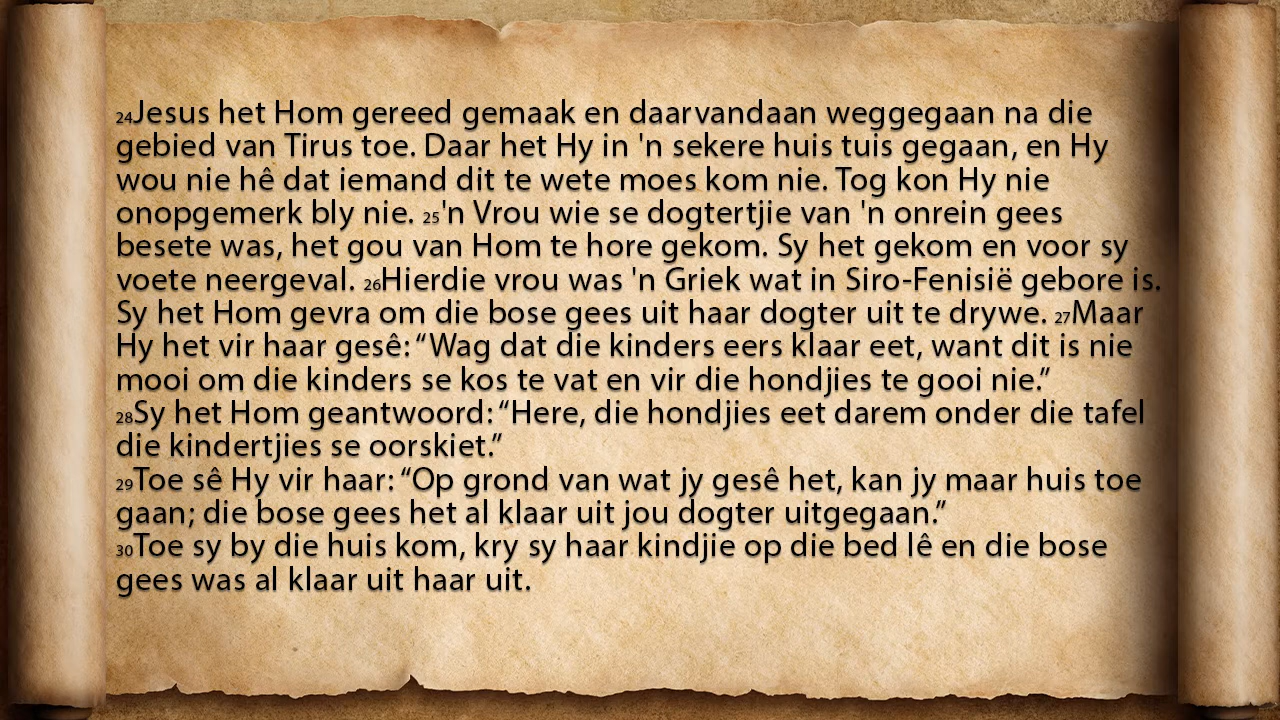 24Jesus het Hom gereed gemaak en daarvandaan weggegaan na die
gebied van Tirus toe. Daar het Hy in 'n sekere huis tuis gegaan, en Hy
wou nie hê dat iemand dit te wete moes kom nie. Tog kon Hy nie
onopgemerk bly nie. 25'n Vrou wie se dogtertjie van 'n onrein gees
besete was, het gou van Hom te hore gekom. Sy het gekom en voor sy
voete neergeval. 26Hierdie vrou was 'n Griek wat in Siro-Fenisië gebore is.
Sy het Hom gevra om die bose gees uit haar dogter uit te drywe. 27Maar
Hy het vir haar gesê: “Wag dat die kinders eers klaar eet, want dit is nie
mooi om die kinders se kos te vat en vir die hondjies te gooi nie.”
28Sy het Hom geantwoord: “Here, die hondjies eet darem onder die tafel
die kindertjies se oorskiet.”
29Toe sê Hy vir haar: “Op grond van wat jy gesê het, kan jy maar huis toe
gaan; die bose gees het al klaar uit jou dogter uitgegaan.”
30Toe sy by die huis kom, kry sy haar kindjie op die bed lê en die bose
gees was al klaar uit haar uit.